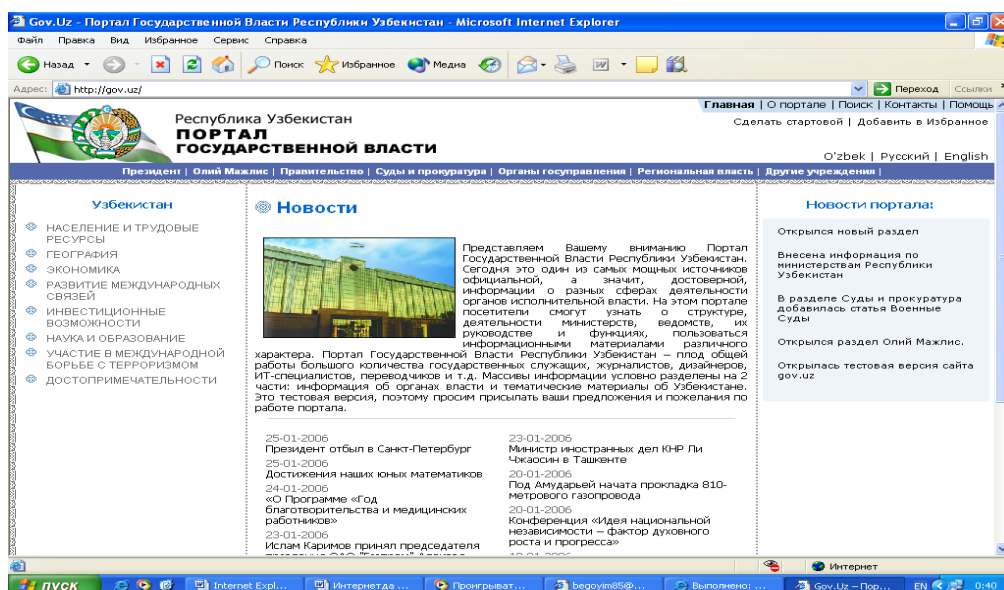 Gov.Uz - Портал Государственной Власти Республики Узбекистан - Microsoft Internet Explorer
Файл Правка Вид Избранное Сервис Справка
Назад Поиск Избранное Медиа
Адрес: http://gov.uz/ Переход Ссылки
Главная | О портале | Поиск | Контакты | Помощь
Сделать стартовой | Добавить в Избранное
Республика Узбекистан
ПОРТАЛ
ГОСУДАРСТВЕННОЙ ВЛАСТИ
O'zbek | Русский | English
Президент | Олий Мажлис | Правительство | Суды и прокуратура | Органы госуправления | Региональная власть | Другие учреждения |
Узбекистан
НАСЕЛЕНИЕ И ТРУДОВЫЕ
РЕСУРСЫ
ГЕОГРАФИЯ
ЭКОНОМИКА
РАЗВИТИЕ МЕЖДУНАРОДНЫХ
СВЯЗЕЙ
ИНВЕСТИЦИОННЫЕ
ВОЗМОЖНОСТИ
НАУКА И ОБРАЗОВАНИЕ
УЧАСТИЕ В МЕЖДУНАРОДНОЙ
БОРЬБЕ С ТЕРРОРИЗМОМ
ДОСТОПРИМЕЧАТЕЛЬНОСТИ
Новости
Представляем Вашему вниманию Портал
Государственной Власти Республики Узбекистан.
Сегодня это один из самых мощных источников
официальной, а значит, достоверной,
информации о разных сферах деятельности
органов исполнительной власти. На этом портале
посетители смогут узнать о структуре,
деятельности министерств, ведомств, их
руководстве и функциях, пользоваться
информационными материалами различного
характера. Портал Государственной Власти Республики Узбекистан – плод общей
работы большого количества государственных служащих, журналистов, дизайнеров,
ИТ-специалистов, переводчиков и т.д. Массивы информации условно разделены на 2
части: информация об органах власти и тематические материалы об Узбекистане.
Это тестовая версия, поэтому просим присылать ваши предложения и пожелания по
работе портала.
25-01-2006
Президент отбыл в Санкт-Петербург
25-01-2006
Достижения наших юных математиков
24-01-2006
«О Программе «Год
благотворительства и медицинских
работников»
23-01-2006
Ислам Каримов принял председателя
23-01-2006
Министр иностранных дел КНР Ли
Чжаосин в Ташкенте
20-01-2006
Под Амударьей начата прокладка 810-
метрового газопровода
20-01-2006
Конференция «Идея национальной
независимости – фактор духовного
роста и прогресса»
Новости портала:
Открылся новый раздел
Внесена информация по
министерствам Республики
Узбекистан
В разделе Суды и прокуратура
добавилась статья Военные
Суды
Открылся раздел Олий Мажлис.
Открылась тестовая версия сайта
gov.uz
Интернет
пуск Internet Expl... Интернетда ... Проигрыват... begoyim85@... Выполнено: ... Gov.Uz – Пор... EN 0:40